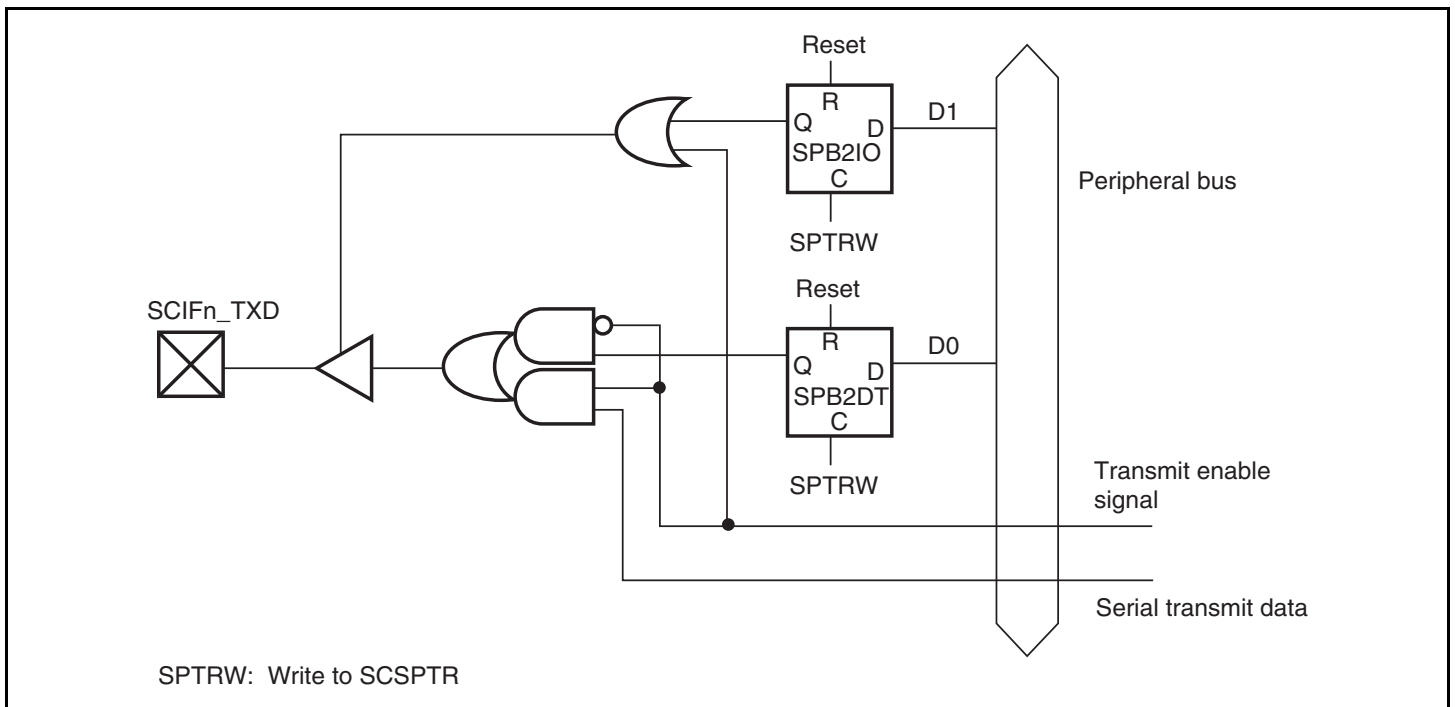 Reset
R
Q
D
SPB2IO
C
D1
SPTRW
Peripheral bus
Reset
R
Q
D
SPB2DT
C
D0
SPTRW
SCIFn_TXD
Transmit enable
signal
Serial transmit data
SPTRW: Write to SCSPTR